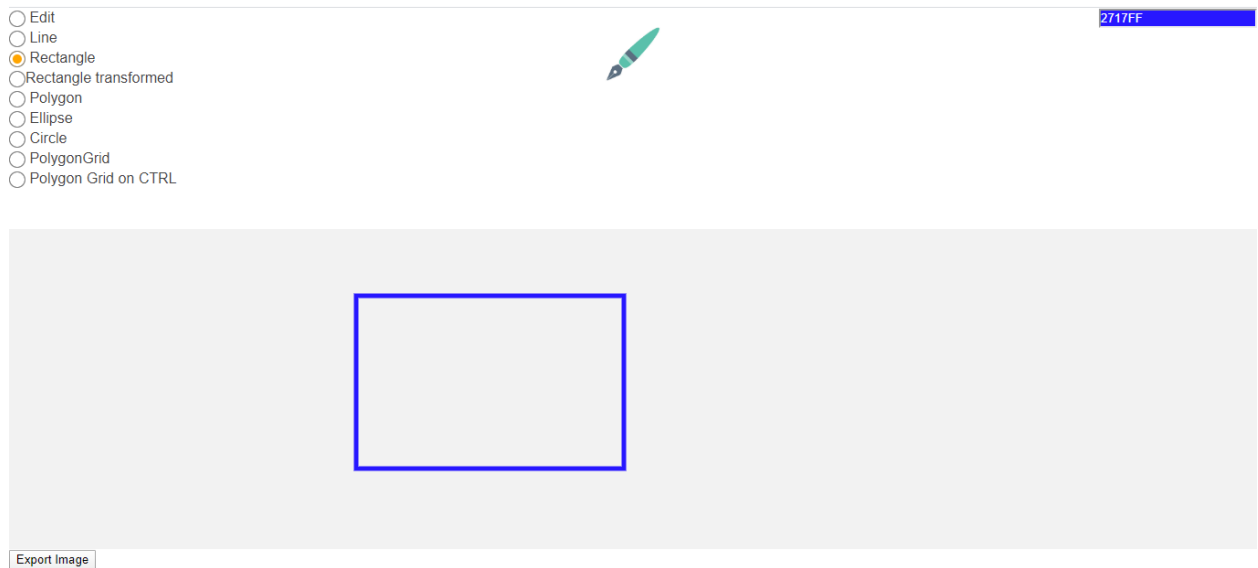 Edit
2717FF
Line
Rectangle
Rectangle transformed
Polygon
Ellipse
Circle
PolygonGrid
Polygon Grid on CTRL
Export Image